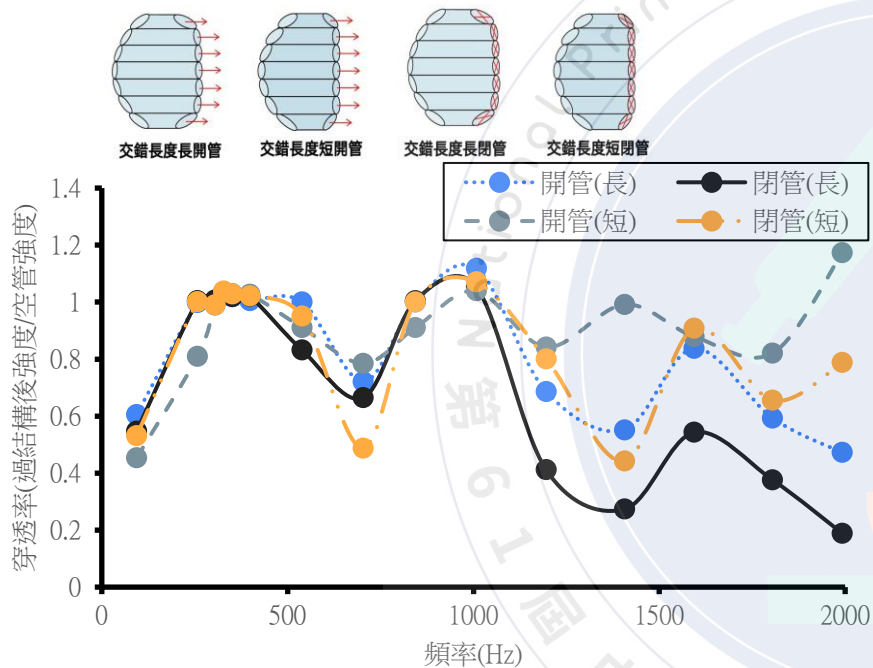 交錯長度長開管
交錯長度短開管
交錯長度長閉管
交錯長度短閉管
開管(長)
閉管(長)
開管(短)
閉管(短)
穿透率(過結構後強度/空管強度)
1.4
1.2
1
0.8
0.6
0.4
0.2
0
0
500
1000
1500
2000
頻率(Hz)
第61屆